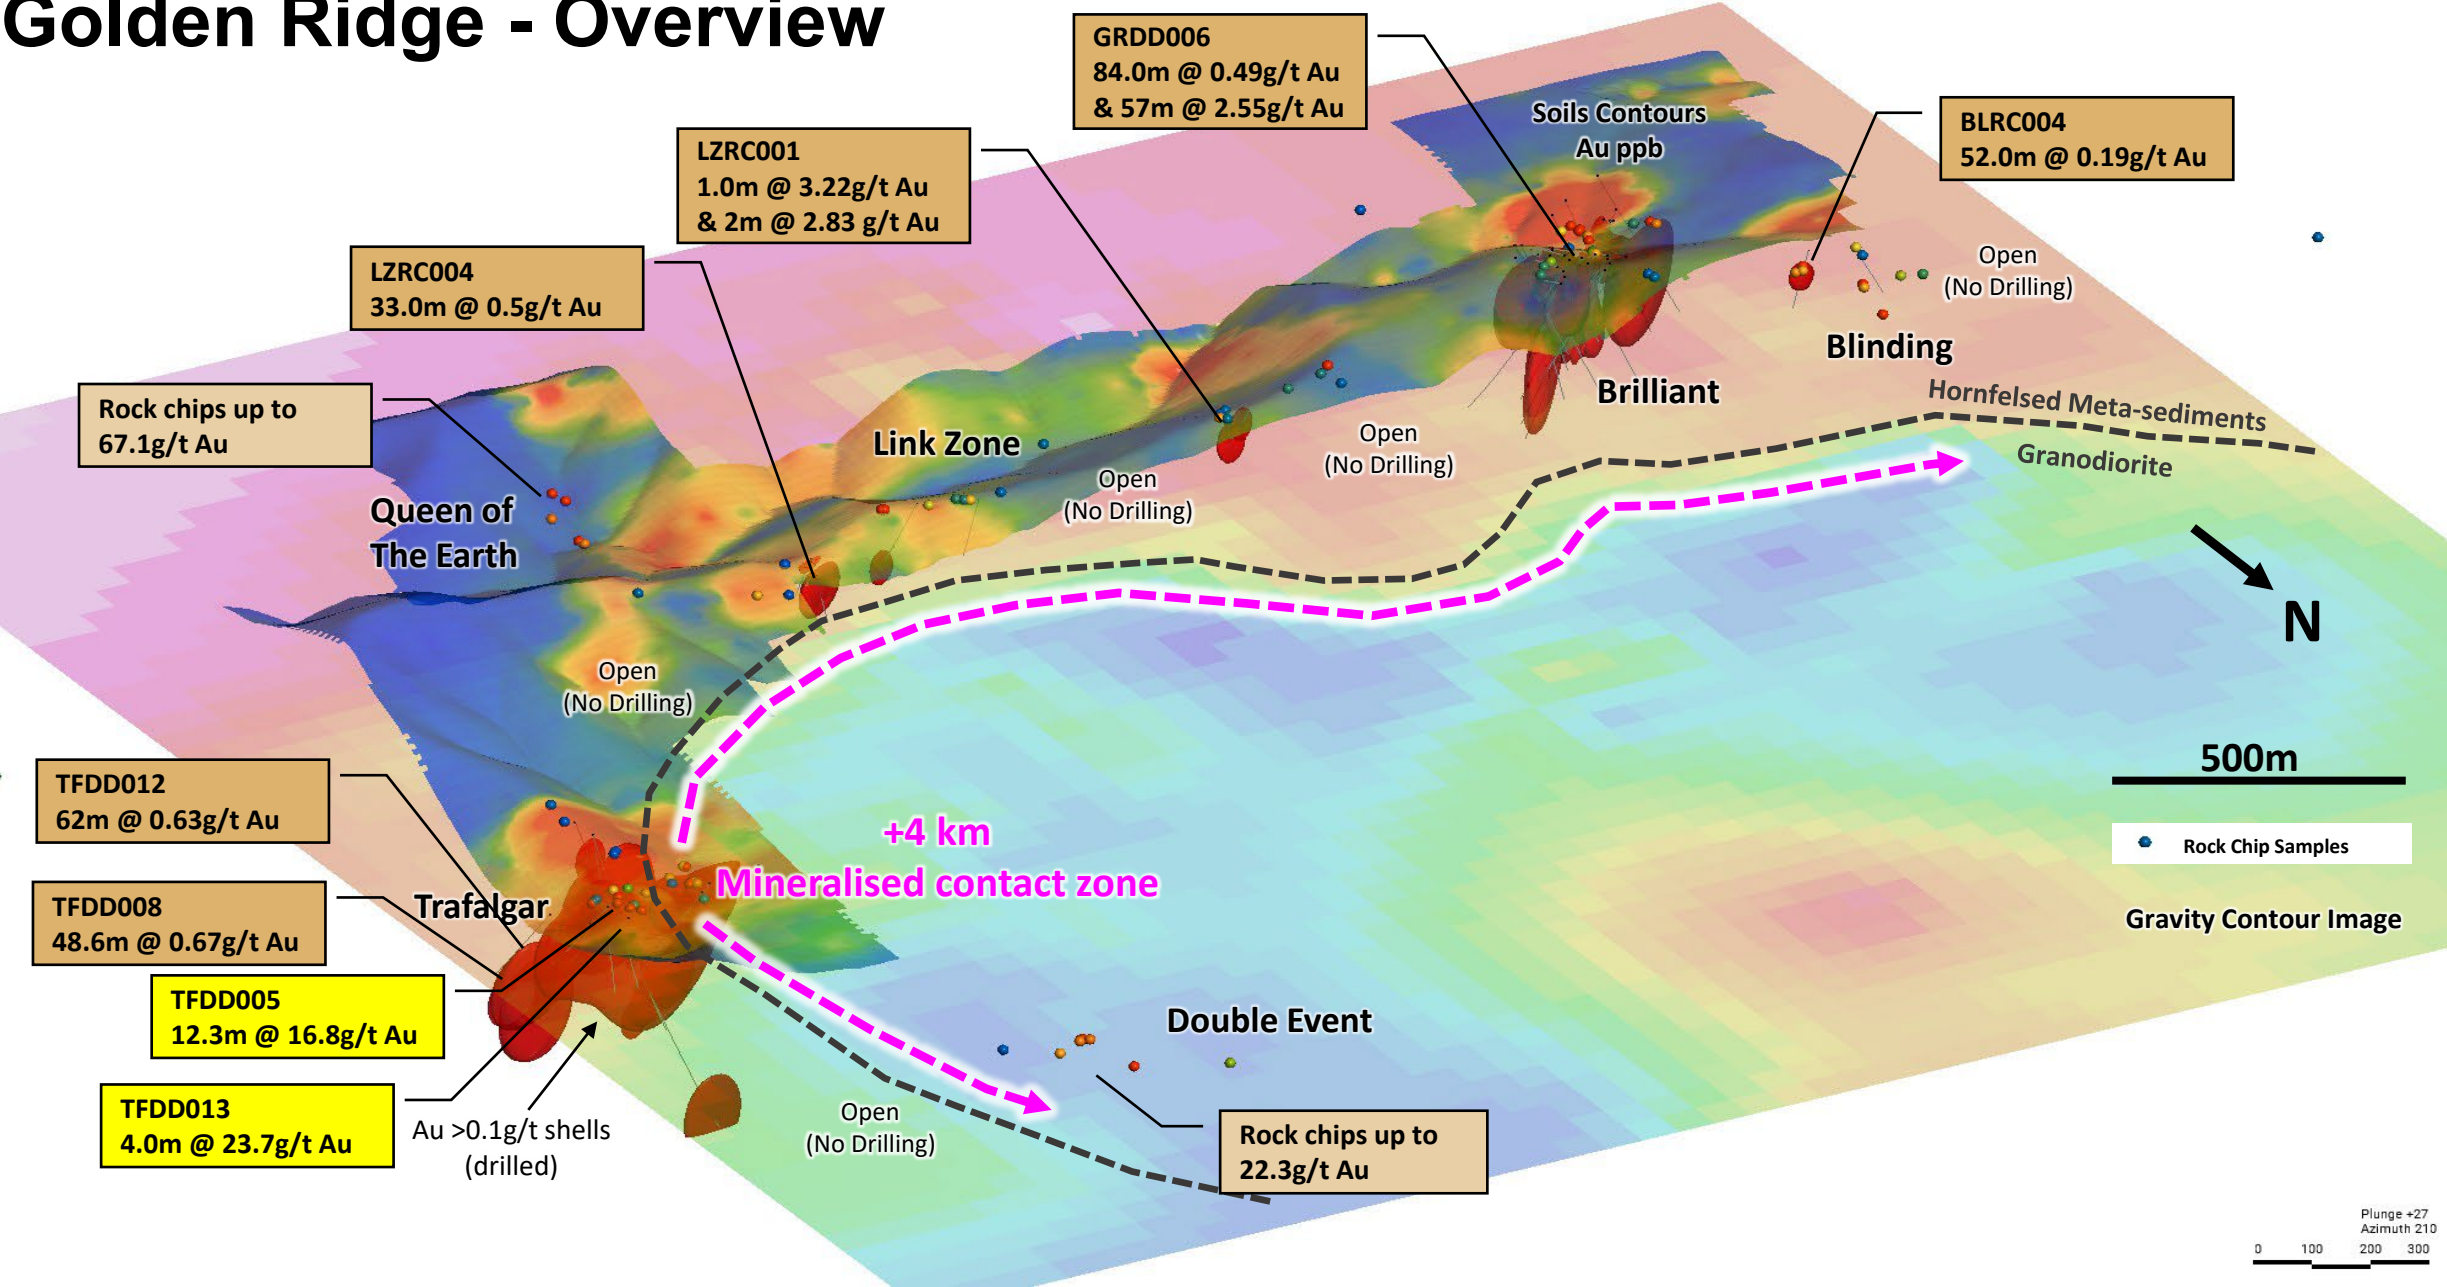 Golden Ridge - Overview
GRDD006
84.0m @ 0.49g/t Au
& 57m @ 2.55g/t Au
Soils Contours
Au ppb
BLRC004
52.0m @ 0.19g/t Au
LZRC001
1.0m @ 3.22g/t Au
& 2m @ 2.83 g/t Au
LZRC004
33.0m @ 0.5g/t Au
Open
(No Drilling)
Blinding
Brilliant
Hornfelsed Meta-sediments
Granodiorite
Rock chips up to
67.1g/t Au
Link Zone
Open
(No Drilling)
Open
(No Drilling)
Queen of
The Earth
N
Open
(No Drilling)
500m
TFDD012
62m @ 0.63g/t Au
+4 km
Mineralised contact zone
Rock Chip Samples
TFDD008
48.6m @ 0.67g/t Au
Trafalgar
Gravity Contour Image
TFDD005
12.3m @ 16.8g/t Au
Double Event
TFDD013
4.0m @ 23.7g/t Au
Au >0.1g/t shells
(drilled)
Open
(No Drilling)
Rock chips up to
22.3g/t Au
Plunge +27
Azimuth 210
0 100 200 300